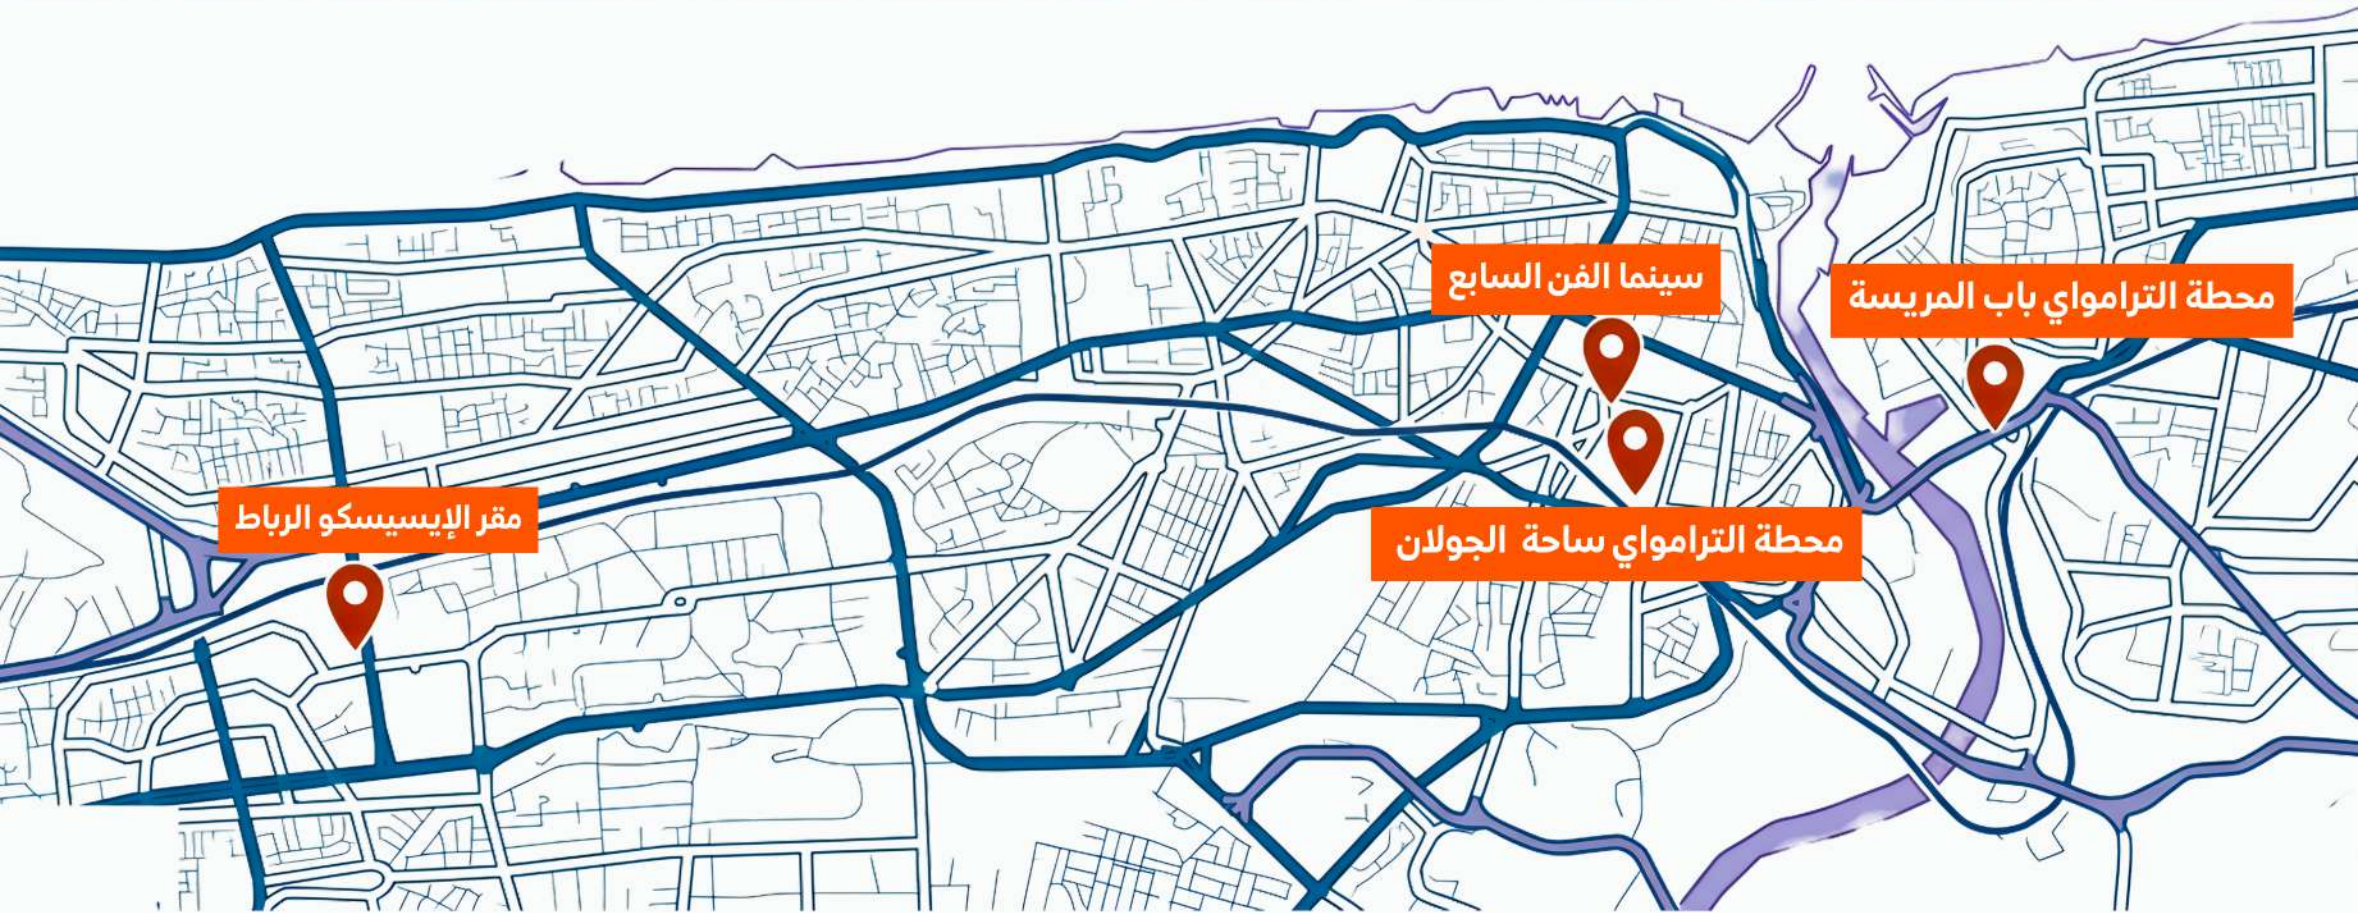 سينما الفن السابع
محطة الترامواي باب المريسة
مقر الإيسيسكو الرباط
محطة الترامواي ساحة الجولان